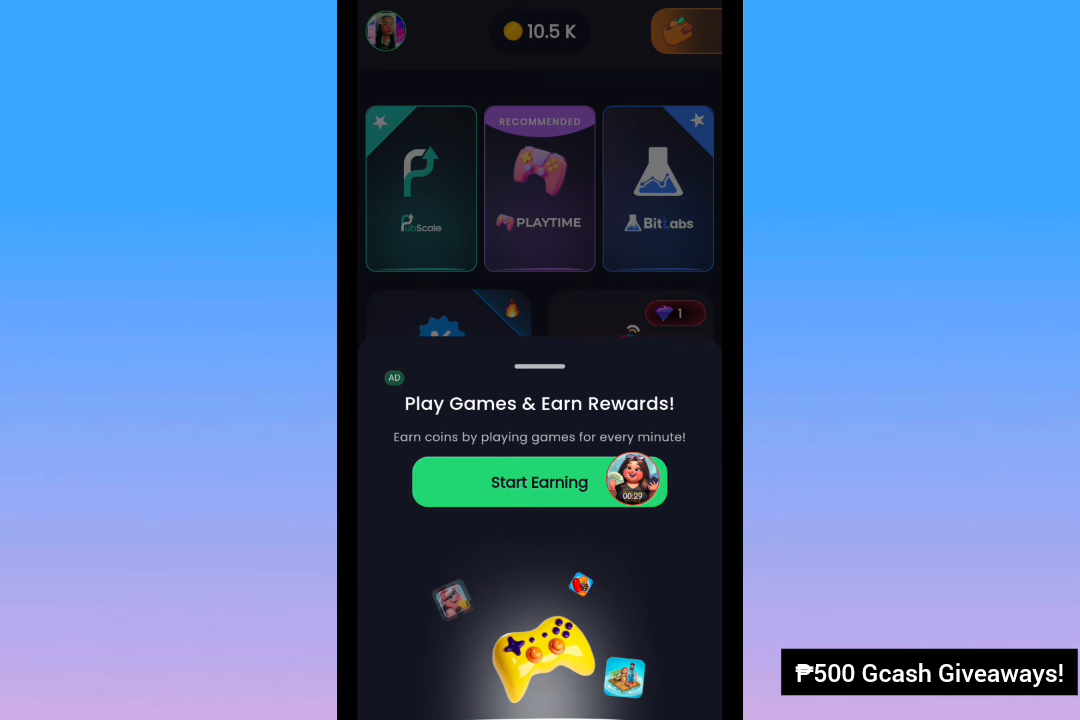 10.5 K
RECOMMENDED
PubScale
PLAYTIME
BitLabs
1
AD
Play Games & Earn Rewards!
Earn coins by playing games for every minute!
Start Earning
00:29
₱500 Gcash Giveaways!